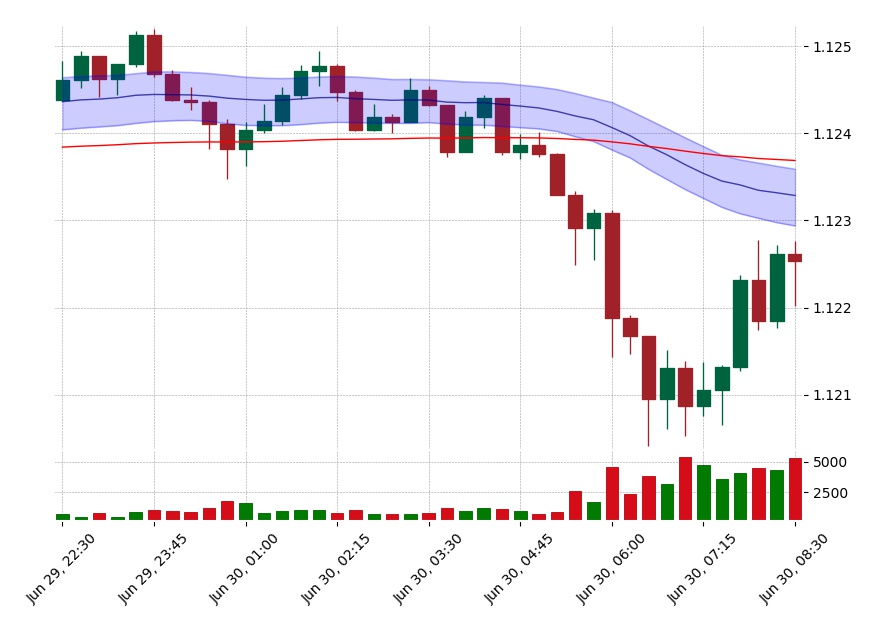 1.125
1.124
1.123
1.122
1.121
5000
2500
Jun 29, 22:30
Jun 29, 23:45
Jun 30, 01:00
Jun 30, 02:15
Jun 30, 03:30
Jun 30, 04:45
Jun 30, 06:00
Jun 30, 07:15
Jun 30, 08:30